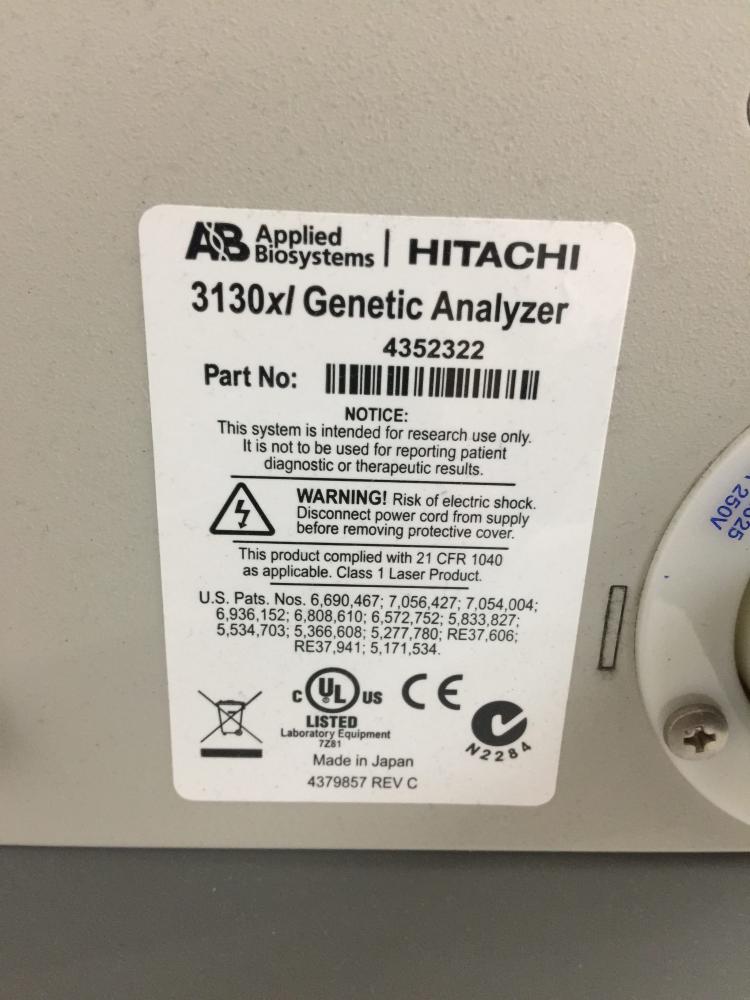 AB Applied Biosystems | HITACHI
3130xl Genetic Analyzer
4352322
Part No:
NOTICE:
This system is intended for research use only.
It is not to be used for reporting patient
diagnostic or therapeutic results.
WARNING! Risk of electric shock.
Disconnect power cord from supply
before removing protective cover.
This product complied with 21 CFR 1040
as applicable. Class 1 Laser Product.
U.S. Pats. Nos. 6,690,467; 7,056,427; 7,054,004;
6,936,152; 6,808,610; 6,572,752; 5,833,827;
5,534,703; 5,366,608; 5,277,780; RE37,606;
RE37,941; 5,171,534.
C UL US CE
LISTED
Laboratory Equipment
7Z81
N2284
Made in Japan
4379857 REV C
250V